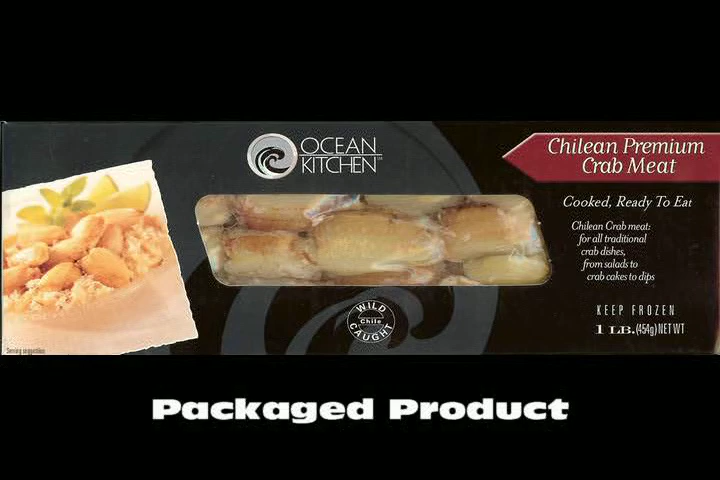 OCEAN
KITCHEN
Chilean Premium
Crab Meat
Cooked, Ready To Eat
Chilean Crab meat:
for all traditional
crab dishes,
from salads to
crab cakes to dips
WILD
Chile
CAUGHT
KEEP FROZEN
1 LB. (454g) NET WT
Serving suggestion
Packaged Product